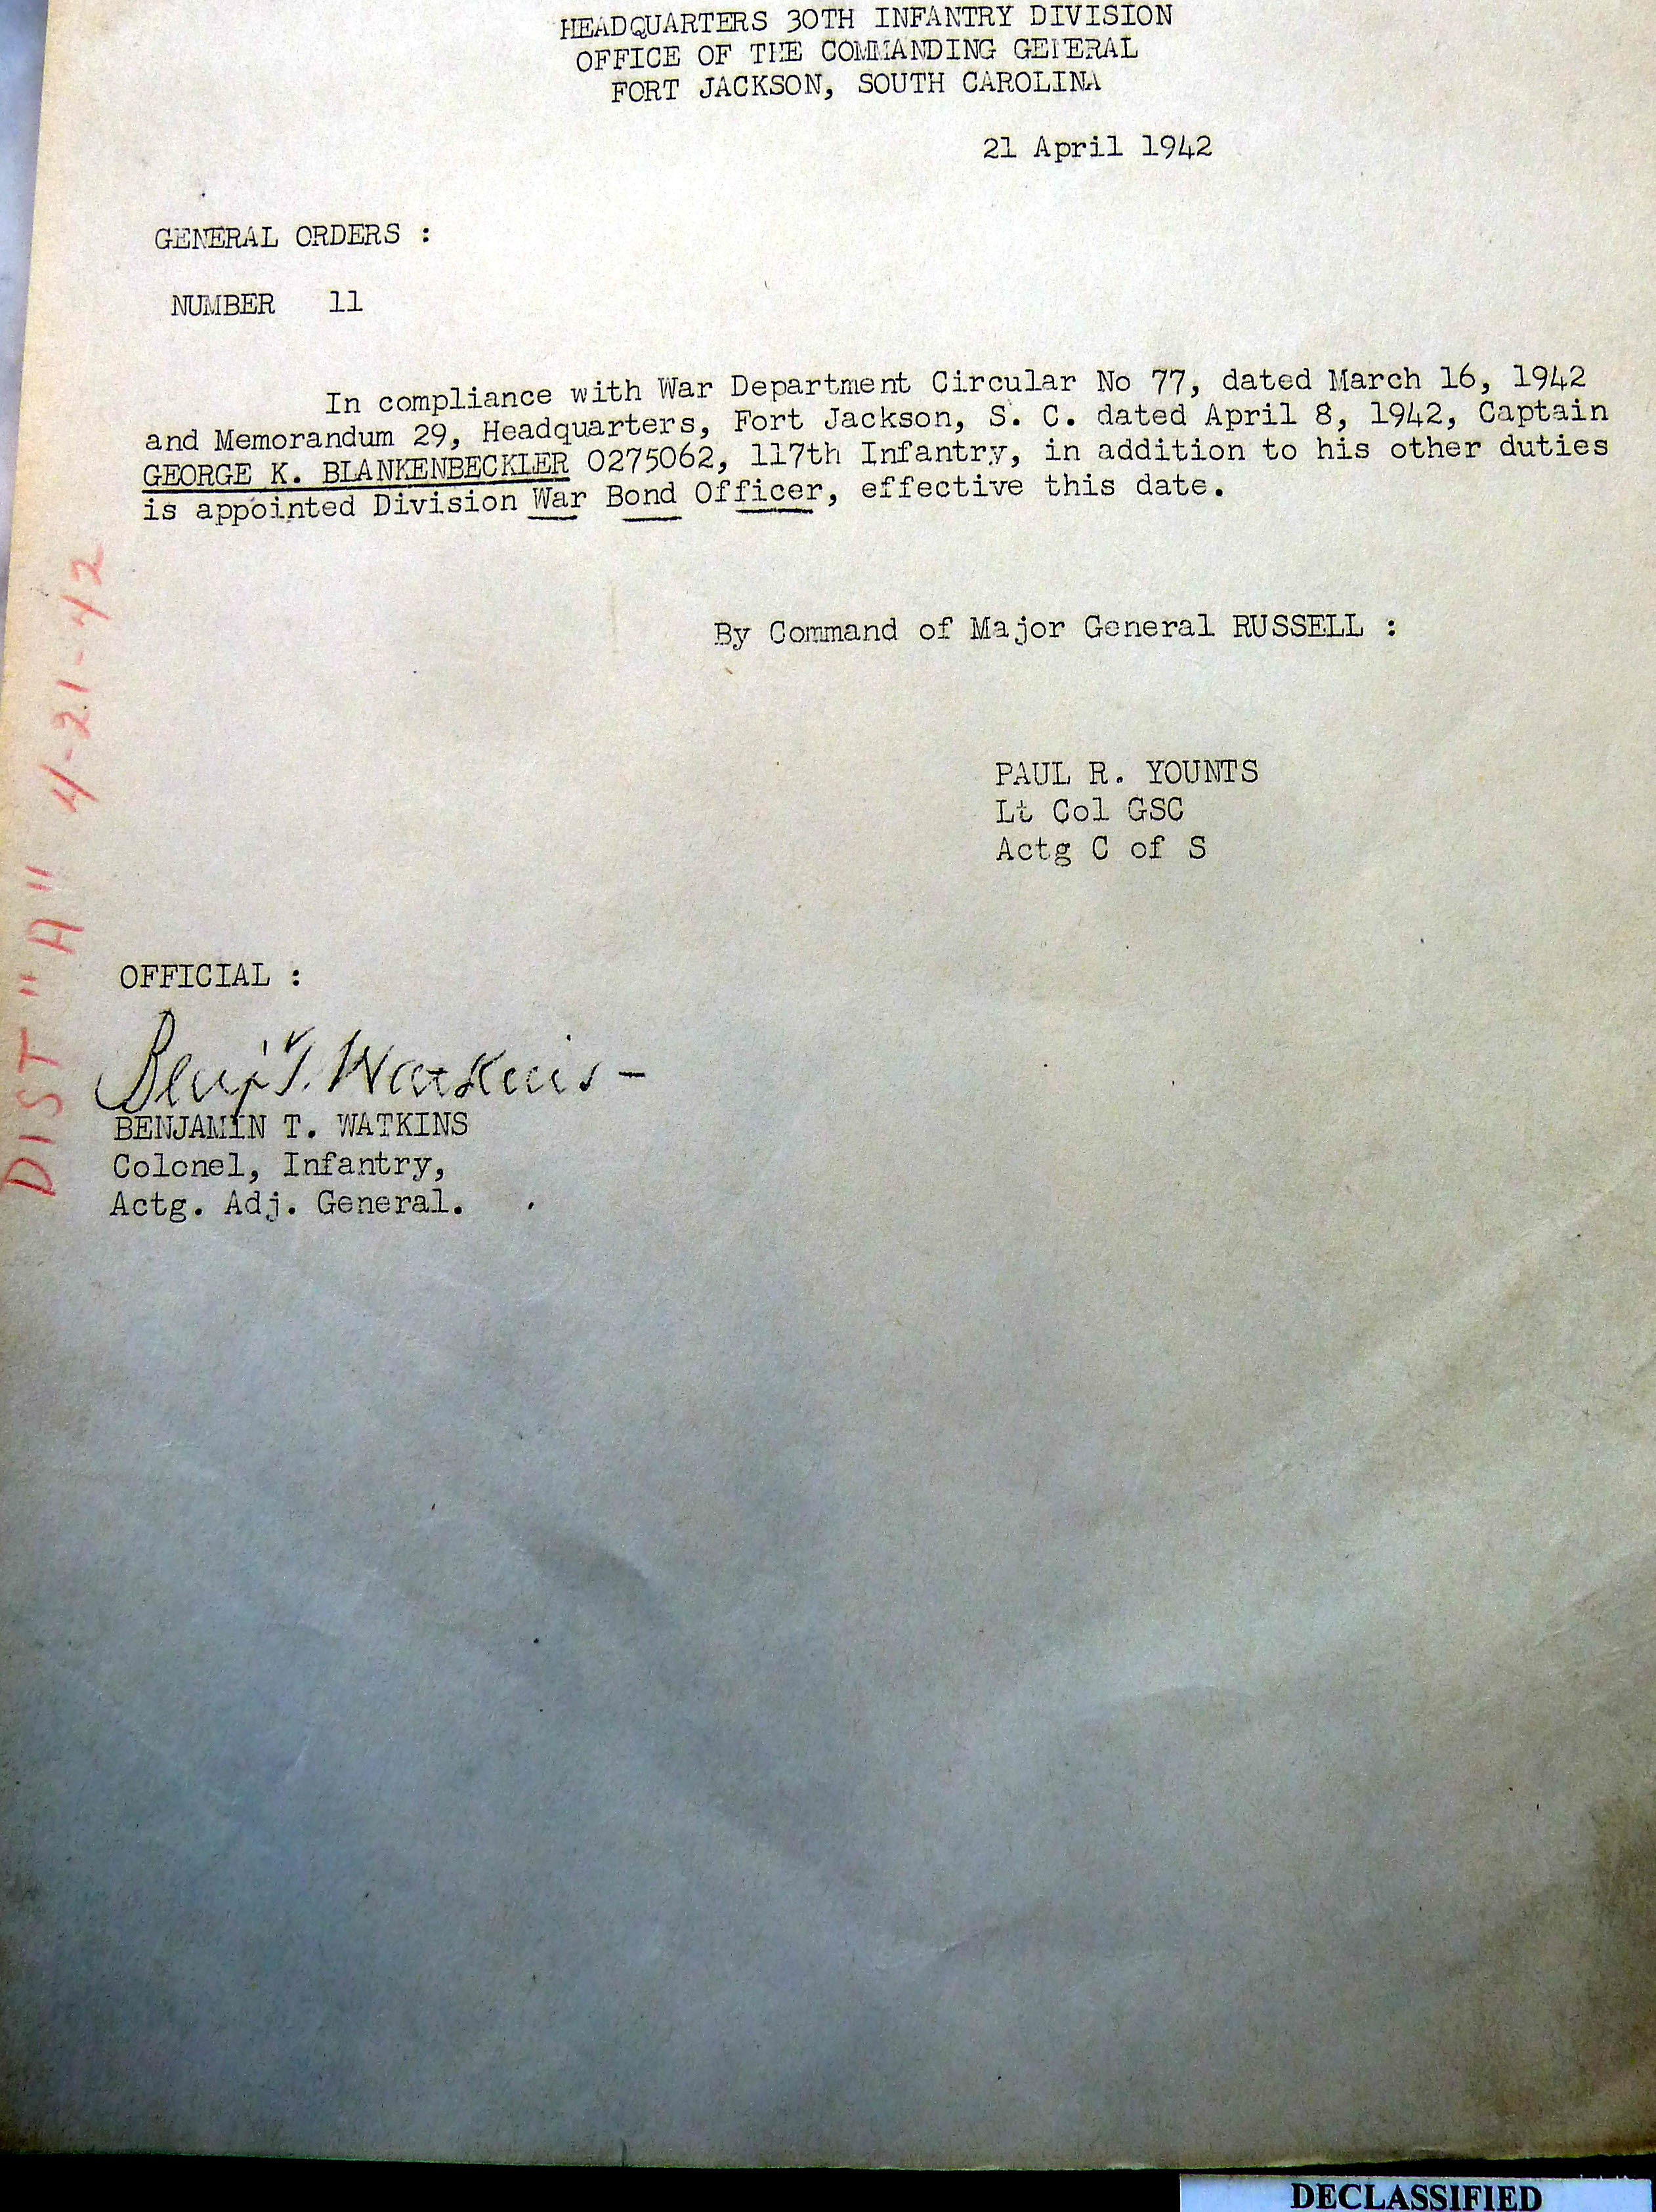 HEADQUARTERS 30TH INFANTRY DIVISION
OFFICE OF THE COMMANDING GENERAL
FORT JACKSON, SOUTH CAROLINA
21 April 1942
GENERAL ORDERS :
NUMBER 11
In compliance with War Department Circular No 77, dated March 16, 1942
and Memorandum 29, Headquarters, Fort Jackson, S. C. dated April 8, 1942, Captain
GEORGE K. BLANKENBECKLER 0275062, 117th Infantry, in addition to his other duties
is appointed Division War Bond Officer, effective this date.
By Command of Major General RUSSELL :
PAUL R. YOUNTS
Lt Col GSC
Actg C of S
DIST "A" 4-21-42
OFFICIAL :
Benj T. Watkins -
BENJAMIN T. WATKINS
Colonel, Infantry,
Actg. Adj. General.
DECLASSIFIED